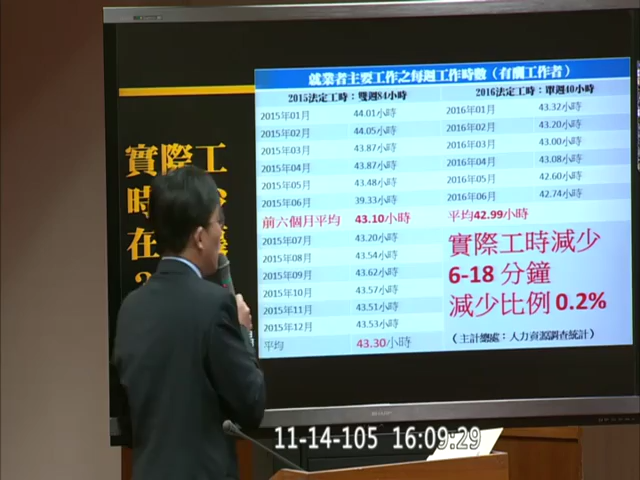 實際工
時
在
就業者主要工作之每週工作時數（有酬工作者）
2015法定工時：雙週84小時 2016法定工時：單週40小時
2015年01月 44.01小時 2016年01月 43.32小時
2015年02月 44.05小時 2016年02月 43.20小時
2015年03月 43.87小時 2016年03月 43.00小時
2015年04月 43.87小時 2016年04月 43.08小時
2015年05月 43.48小時 2016年05月 42.60小時
2015年06月 39.33小時 2016年06月 42.74小時
前六個月平均 43.10小時 平均42.99小時
2015年07月 43.20小時
2015年08月 43.54小時
2015年09月 43.62小時
2015年10月 43.57小時
2015年11月 43.51小時
2015年12月 43.53小時
平均 43.30小時
實際工時減少
6-18 分鐘
減少比例 0.2%
（主計總處：人力資源調查統計）
11-14-105 16:09:29